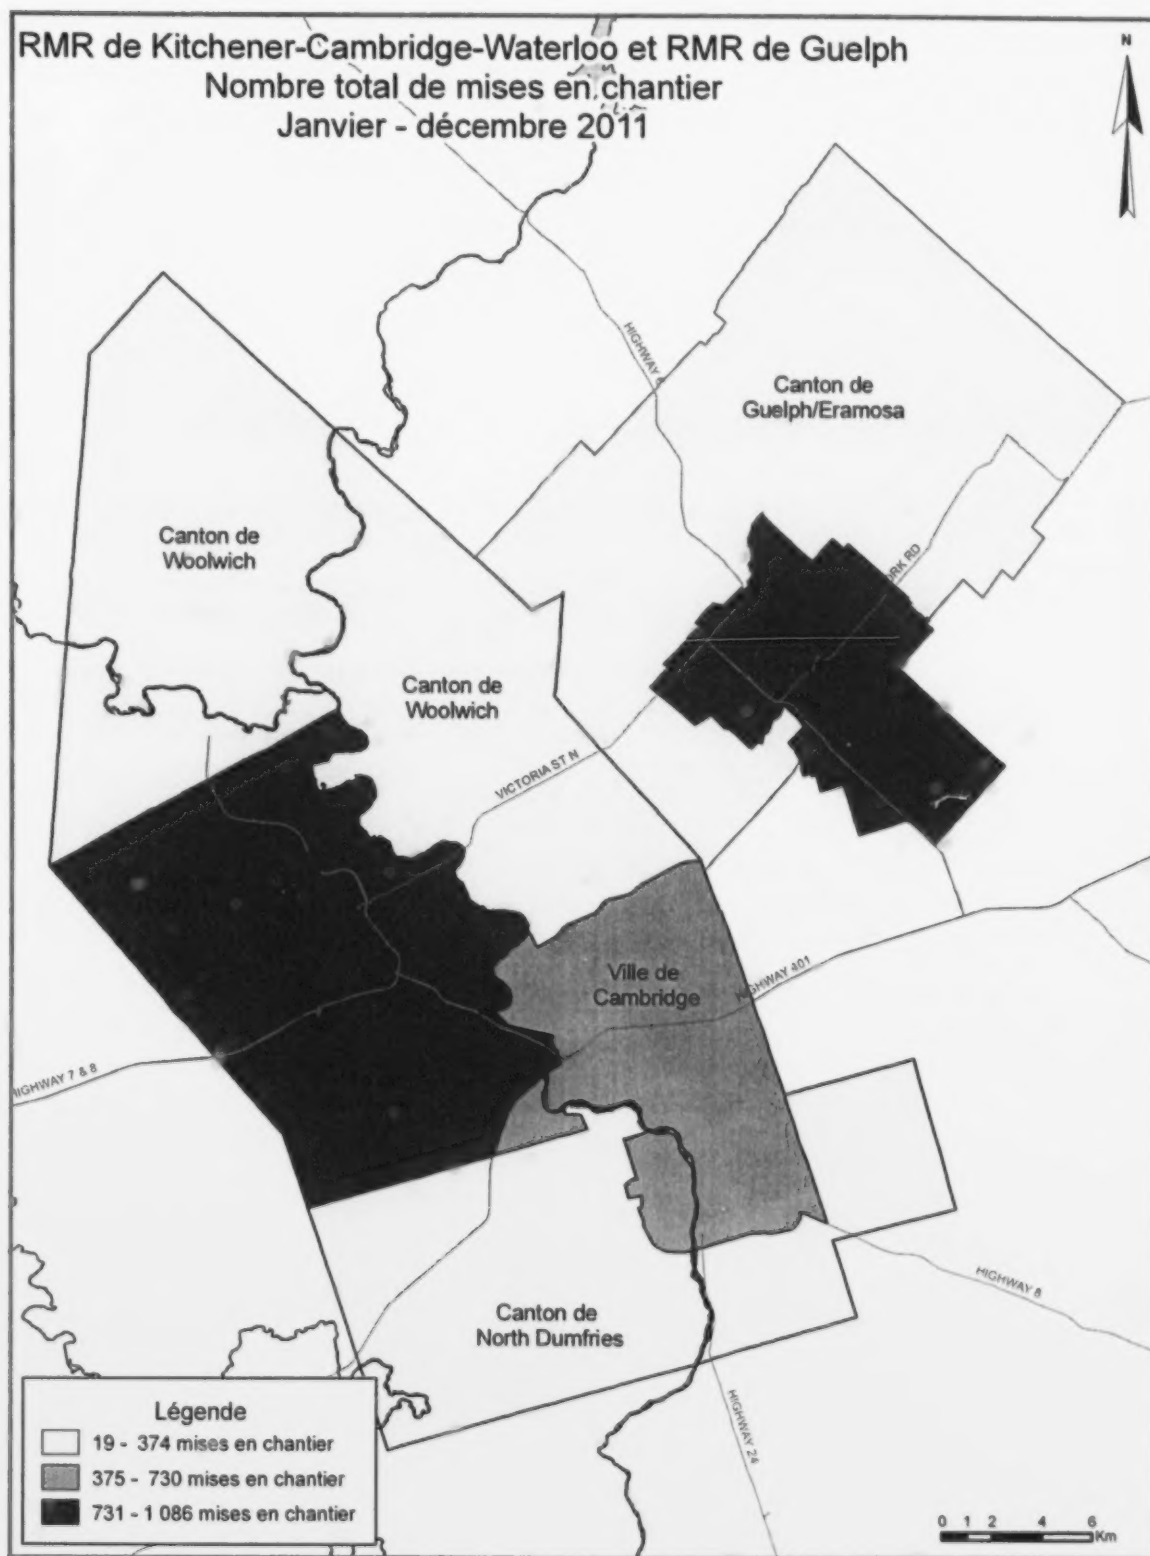 RMR de Kitchener-Cambridge-Waterloo et RMR de Guelph
Nombre total de mises en chantier
Janvier - décembre 2011
N
HIGHWAY 6
Canton de
Guelph/Eramosa
Canton de
Woolwich
ORK RD
Canton de
Woolwich
VICTORIA ST N
Ville de
Cambridge
HIGHWAY 401
HIGHWAY 7 & 8
HIGHWAY 8
Canton de
North Dumfries
HIGHWAY 24
Légende
19 - 374 mises en chantier
375 - 730 mises en chantier
731 - 1 086 mises en chantier
0 1 2 4 6
Km